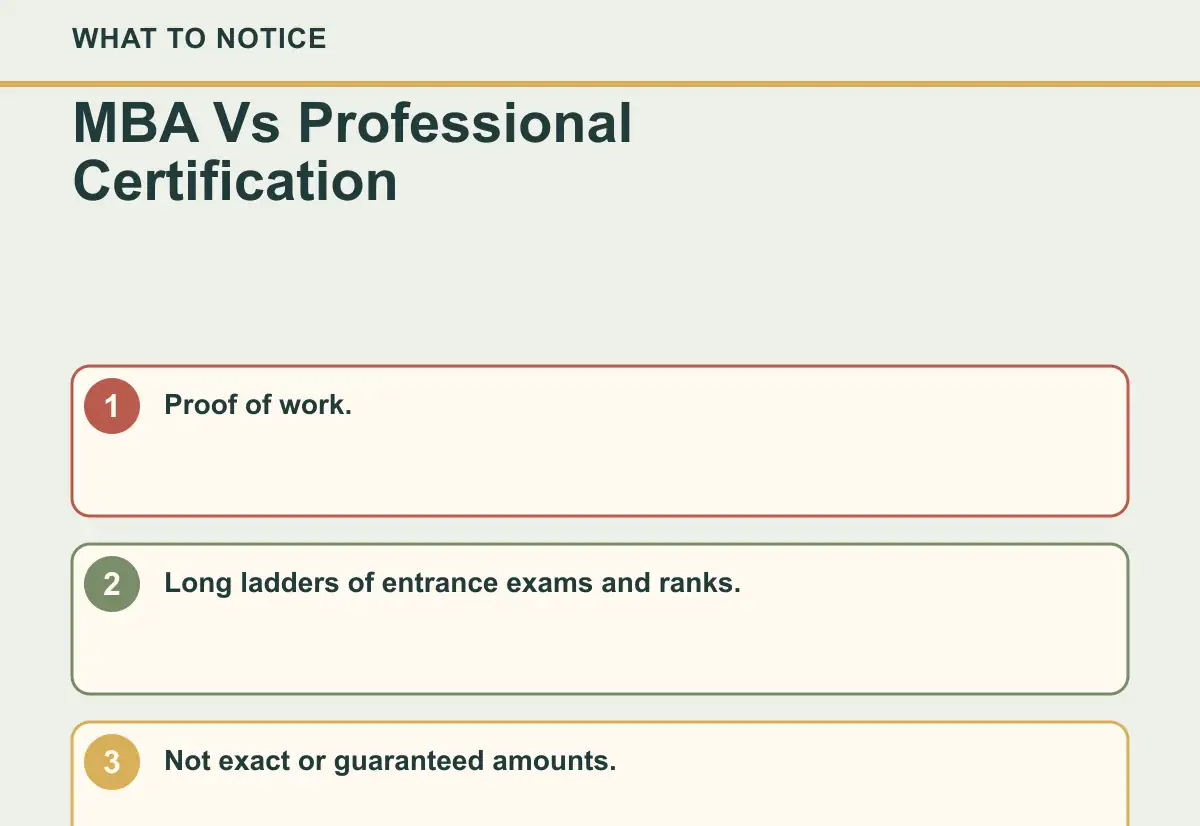 WHAT TO NOTICE
MBA Vs Professional
Certification
1 Proof of work.
2 Long ladders of entrance exams and ranks.
3 Not exact or guaranteed amounts.